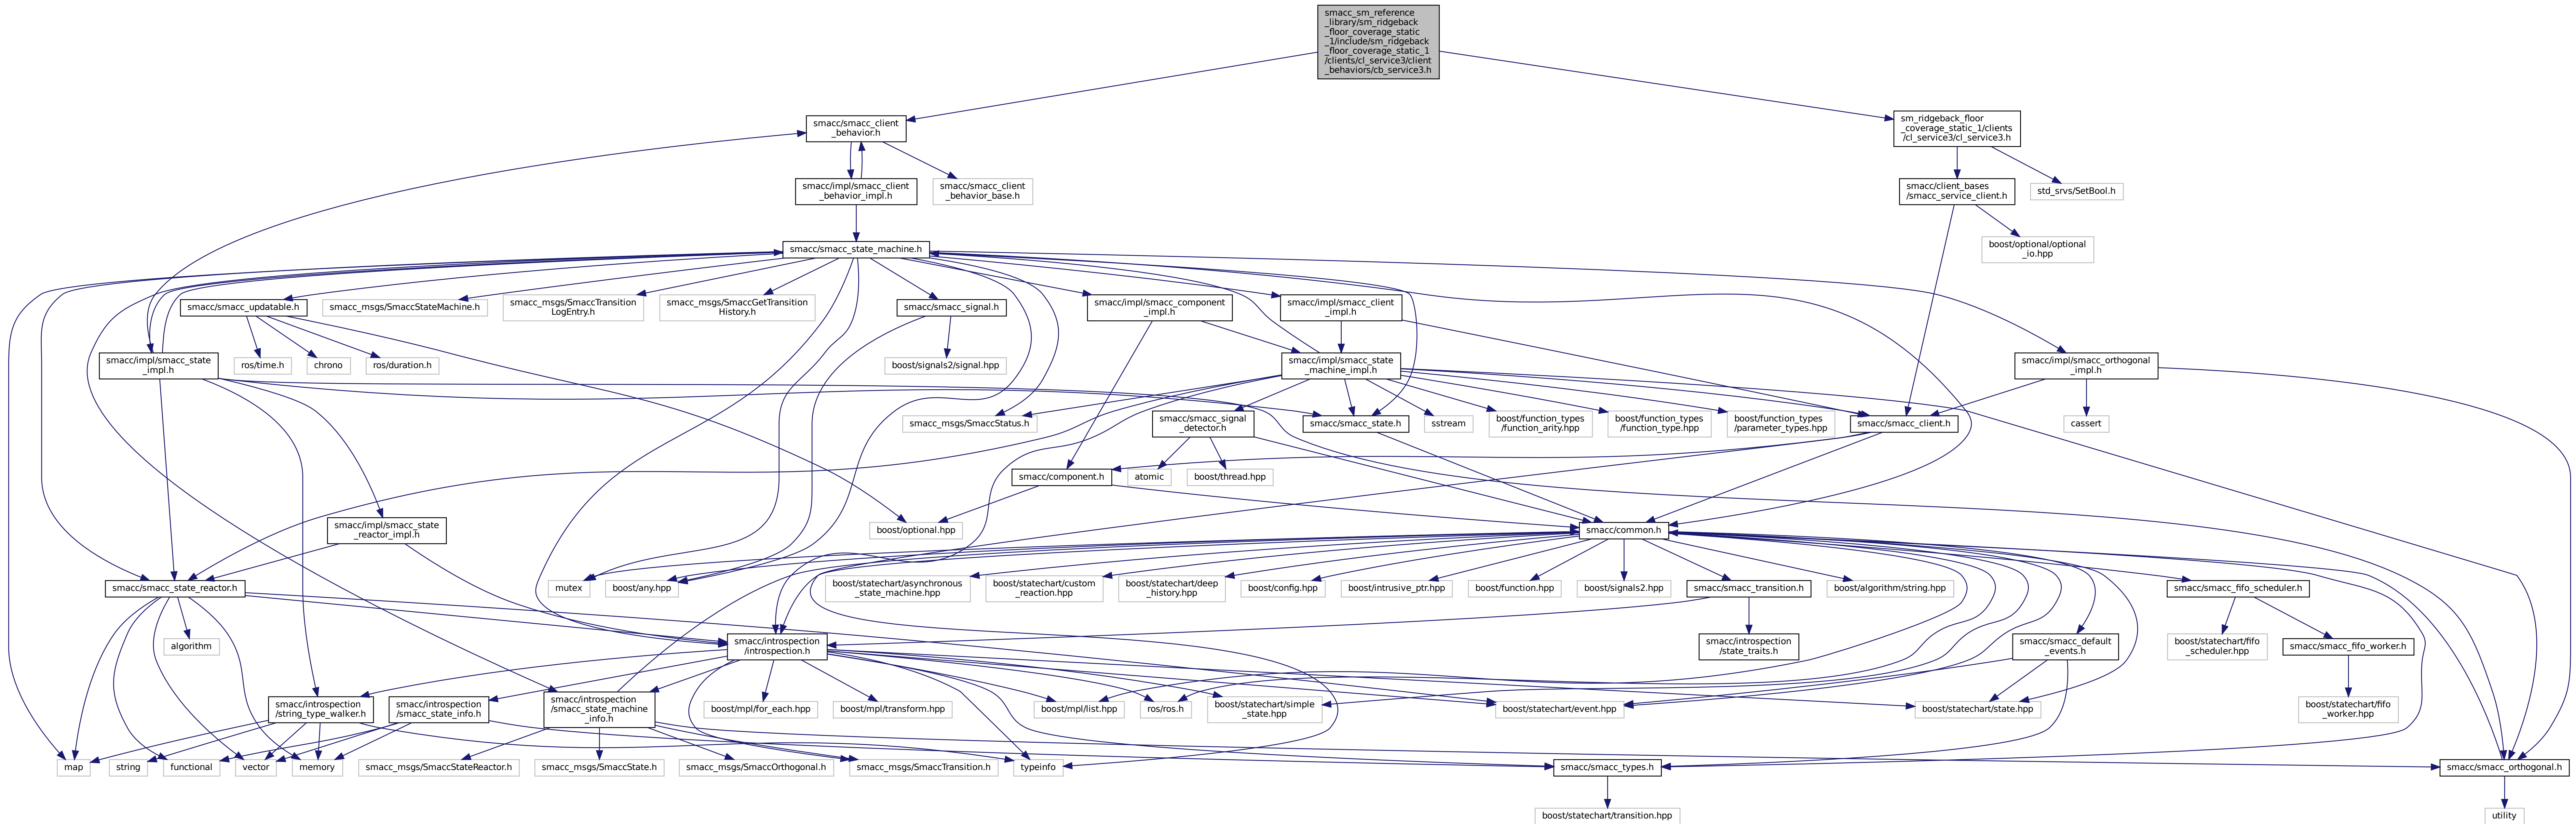 smacc_sm_reference
_library/sm_ridgeback
_floor_coverage_static
_1/include/sm_ridgeback
_floor_coverage_static_1
/clients/cl_service3/client
_behaviors/cb_service3.h
smacc/smacc_client
_behavior.h
sm_ridgeback_floor
_coverage_static_1/clients
/cl_service3/cl_service3.h
smacc/impl/smacc_client
_behavior_impl.h
smacc/smacc_client
_behavior_base.h
smacc/client_bases
/smacc_service_client.h
std_srvs/SetBool.h
smacc/smacc_state_machine.h
boost/optional/optional
_io.hpp
smacc/smacc_updatable.h
smacc_msgs/SmaccStateMachine.h
smacc_msgs/SmaccTransition
LogEntry.h
smacc_msgs/SmaccGetTransition
History.h
smacc/smacc_signal.h
smacc/impl/smacc_component
_impl.h
smacc/impl/smacc_client
_impl.h
smacc/impl/smacc_state
_impl.h
ros/time.h
chrono
ros/duration.h
boost/signals2/signal.hpp
smacc/impl/smacc_state
_machine_impl.h
smacc/impl/smacc_orthogonal
_impl.h
smacc_msgs/SmaccStatus.h
smacc/smacc_signal
_detector.h
smacc/smacc_state.h
sstream
boost/function_types
/function_arity.hpp
boost/function_types
/function_type.hpp
boost/function_types
/parameter_types.hpp
smacc/smacc_client.h
cassert
smacc/component.h
atomic
boost/thread.hpp
smacc/impl/smacc_state
_reactor_impl.h
boost/optional.hpp
smacc/common.h
smacc/smacc_state_reactor.h
mutex
boost/any.hpp
boost/statechart/asynchronous
_state_machine.hpp
boost/statechart/custom
_reaction.hpp
boost/statechart/deep
_history.hpp
boost/config.hpp
boost/intrusive_ptr.hpp
boost/function.hpp
boost/signals2.hpp
smacc/smacc_transition.h
boost/algorithm/string.hpp
smacc/smacc_fifo_scheduler.h
algorithm
smacc/introspection
/introspection.h
smacc/introspection
/state_traits.h
smacc/smacc_default
_events.h
boost/statechart/fifo
_scheduler.hpp
smacc/smacc_fifo_worker.h
smacc/introspection
/string_type_walker.h
smacc/introspection
/smacc_state_info.h
smacc/introspection
/smacc_state_machine
_info.h
boost/mpl/for_each.hpp
boost/mpl/transform.hpp
boost/mpl/list.hpp
ros/ros.h
boost/statechart/simple
_state.hpp
boost/statechart/event.hpp
boost/statechart/state.hpp
boost/statechart/fifo
_worker.hpp
map
string
functional
vector
memory
smacc_msgs/SmaccStateReactor.h
smacc_msgs/SmaccState.h
smacc_msgs/SmaccOrthogonal.h
smacc_msgs/SmaccTransition.h
typeinfo
smacc/smacc_types.h
smacc/smacc_orthogonal.h
boost/statechart/transition.hpp
utility